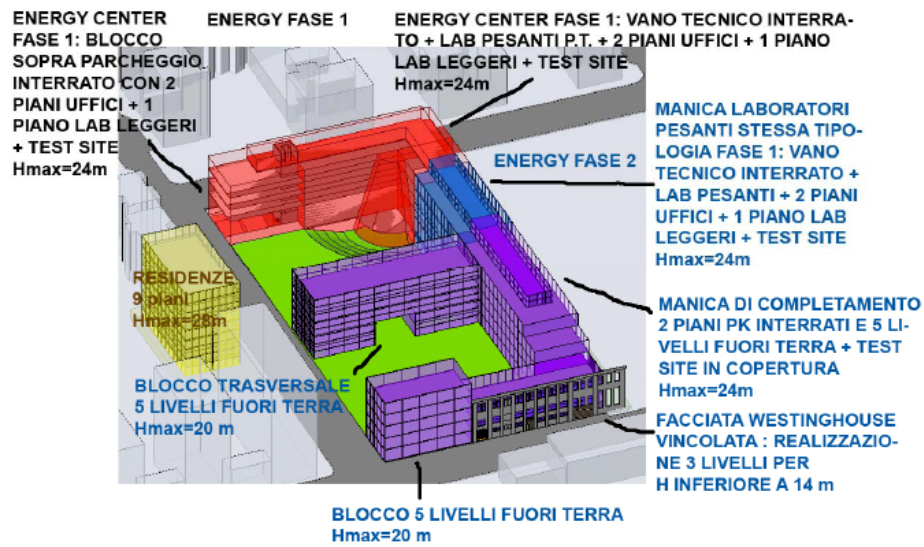 ENERGY CENTER
FASE 1: BLOCCO
SOPRA PARCHEGGIO
INTERRATO CON 2
PIANI UFFICI + 1
PIANO LAB LEGGERI
+ TEST SITE
Hmax=24m
ENERGY FASE 1
ENERGY CENTER FASE 1: VANO TECNICO INTERRA-
TO + LAB PESANTI P.T. + 2 PIANI UFFICI + 1 PIANO
LAB LEGGERI + TEST SITE
Hmax=24m
ENERGY FASE 2
MANICA LABORATORI
PESANTI STESSA TIPO-
LOGIA FASE 1: VANO
TECNICO INTERRATO +
LAB PESANTI + 2 PIANI
UFFICI + 1 PIANO LAB
LEGGERI + TEST SITE
Hmax=24m
RESIDENZE
9 piani
Hmax=28m
MANICA DI COMPLETAMENTO
2 PIANI PK INTERRATI E 5 LI-
VELLI FUORI TERRA + TEST
SITE IN COPERTURA
Hmax=24m
BLOCCO TRASVERSALE
5 LIVELLI FUORI TERRA
Hmax=20 m
FACCIATA WESTINGHOUSE
VINCOLATA : REALIZZAZIO-
NE 3 LIVELLI PER
H INFERIORE A 14 m
BLOCCO 5 LIVELLI FUORI TERRA
Hmax=20 m